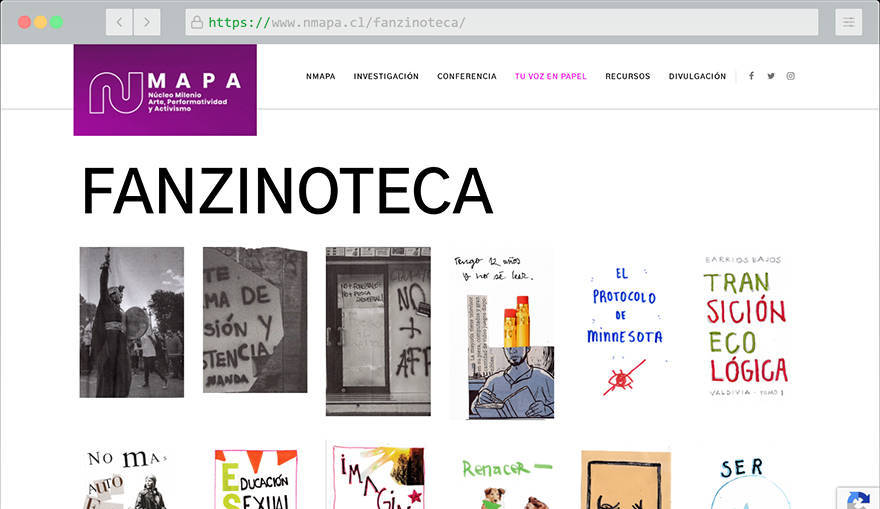 https://www.nmapa.cl/fanzinoteca/
NMAPA
Núcleo Milenio
Arte, Performatividad
y Activismo
NMAPA INVESTIGACIÓN CONFERENCIA TU VOZ EN PAPEL RECURSOS DIVULGACIÓN
FANZINOTECA
TE
MA DE
SIÓN Y
STENCIA
MANDA
NO +
AFP
Tengo 12 años
y no sé leer.
EL
PROTOCOLO
DE
MINNESOTA
BARRIOS BAJOS
TRAN
SICIÓN
ECO
LÓGICA
VALDIVIA - TOMO 1
NO MÁS
AUTO
EDUCACIÓN
SEXUAL
IMAGIN
Renacer
SER